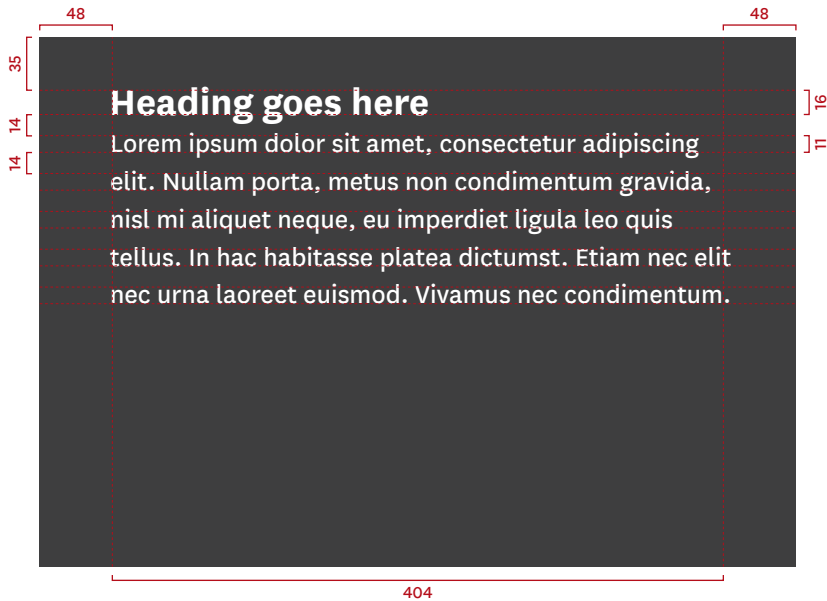 48
48
35
Heading goes here
16
14
Lorem ipsum dolor sit amet, consectetur adipiscing
11
14
elit. Nullam porta, metus non condimentum gravida,
nisl mi aliquet neque, eu imperdiet ligula leo quis
tellus. In hac habitasse platea dictumst. Etiam nec elit
nec urna laoreet euismod. Vivamus nec condimentum.
404